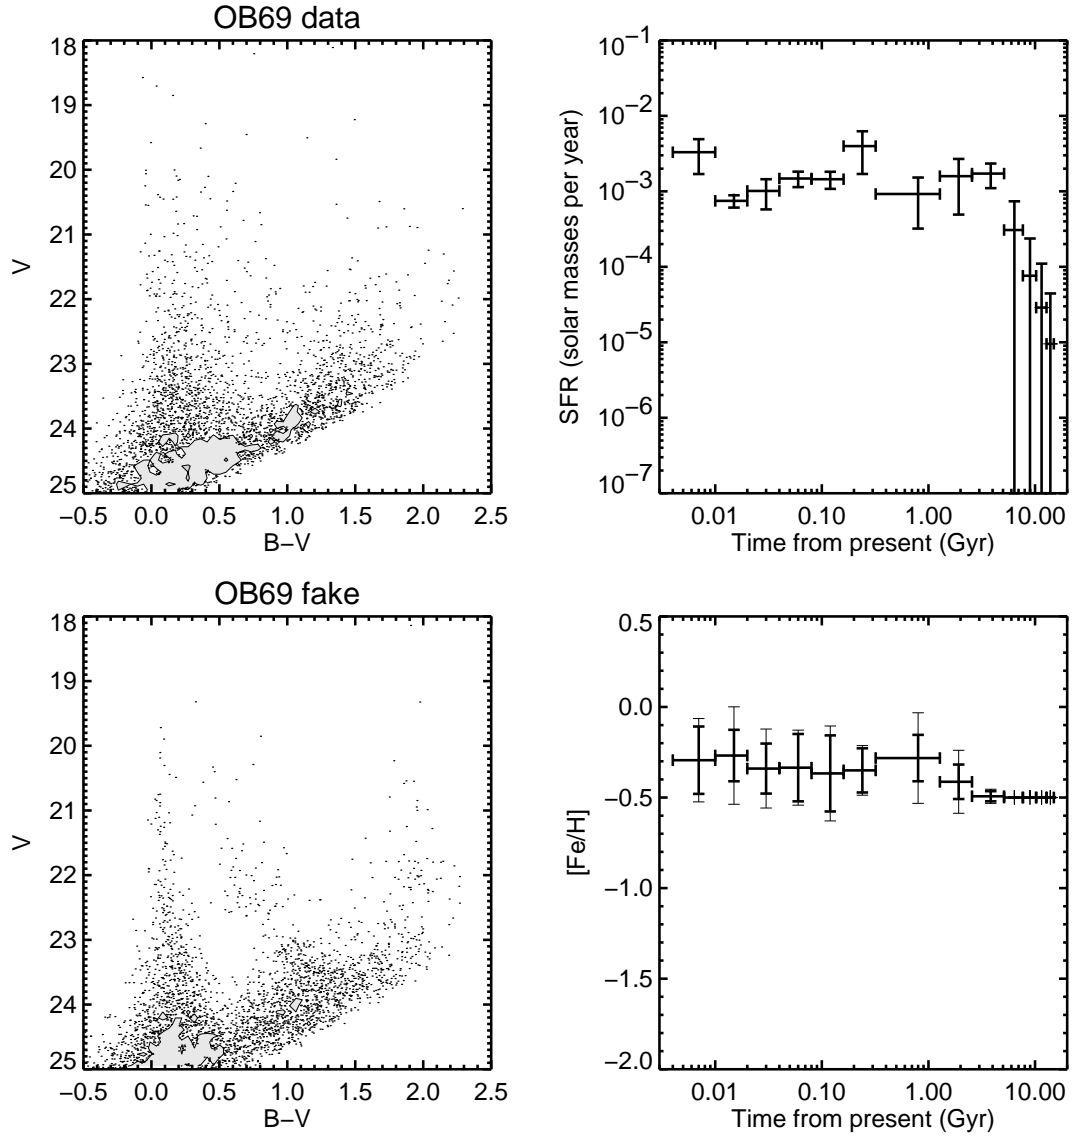 OB69 data
18
19
20
21
22
23
24
25
V
−0.5 0.0 0.5 1.0 1.5 2.0 2.5
B−V
10−1
10−2
10−3
10−4
10−5
10−6
10−7
SFR (solar masses per year)
0.01 0.10 1.00 10.00
Time from present (Gyr)
OB69 fake
18
19
20
21
22
23
24
25
V
−0.5 0.0 0.5 1.0 1.5 2.0 2.5
B−V
0.5
0.0
−0.5
−1.0
−1.5
−2.0
[Fe/H]
0.01 0.10 1.00 10.00
Time from present (Gyr)